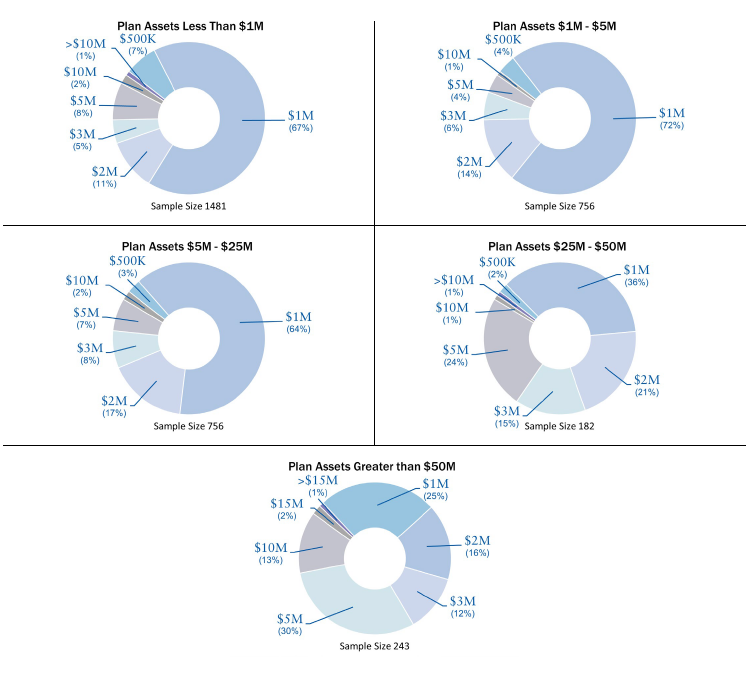 Plan Assets Less Than $1M
>$10M
(1%)
$500K
(7%)
$10M
(2%)
$5M
(8%)
$3M
(5%)
$2M
(11%)
$1M
(67%)
Sample Size 1481
Plan Assets $1M - $5M
$500K
(4%)
$10M
(1%)
$5M
(4%)
$3M
(6%)
$2M
(14%)
$1M
(72%)
Sample Size 756
Plan Assets $5M - $25M
$500K
(3%)
$10M
(2%)
$5M
(7%)
$3M
(8%)
$2M
(17%)
$1M
(64%)
Sample Size 756
Plan Assets $25M - $50M
$500K
(2%)
>$10M
(1%)
$10M
(1%)
$5M
(24%)
$3M
(15%)
$2M
(21%)
$1M
(36%)
Sample Size 182
Plan Assets Greater than $50M
>$15M
(1%)
$15M
(2%)
$10M
(13%)
$5M
(30%)
$1M
(25%)
$2M
(16%)
$3M
(12%)
Sample Size 243